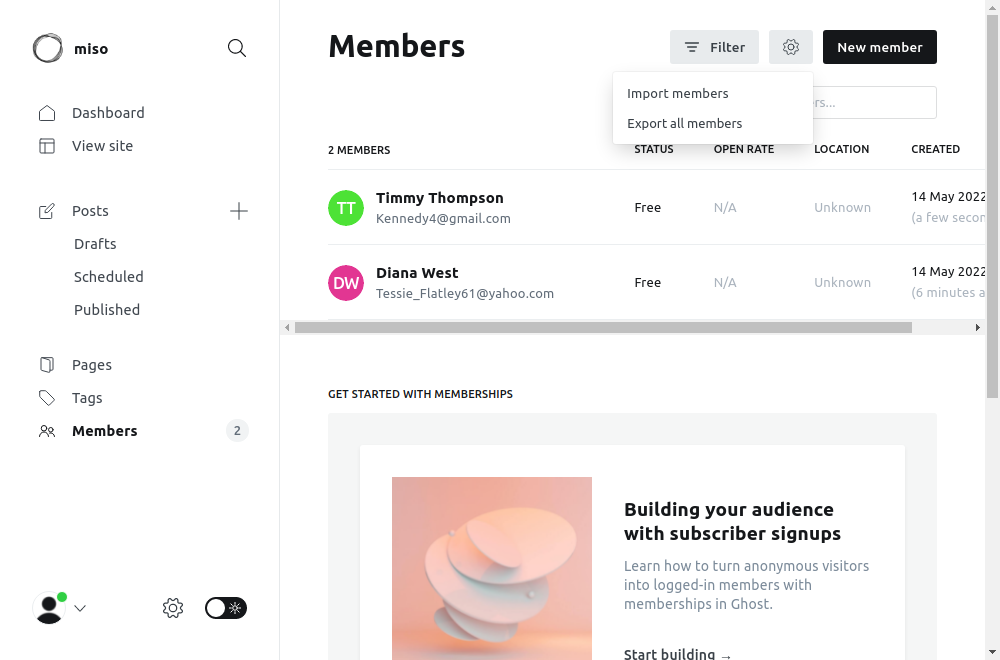 miso
Dashboard
View site
Posts
Drafts
Scheduled
Published
Pages
Tags
Members
2
Members
Filter
New member
Import members
Export all members
2 MEMBERS
STATUS
OPEN RATE
LOCATION
CREATED
TT
Timmy Thompson
Kennedy4@gmail.com
Free
N/A
Unknown
14 May 2022
(a few secon
DW
Diana West
Tessie_Flatley61@yahoo.com
Free
N/A
Unknown
14 May 2022
(6 minutes a
GET STARTED WITH MEMBERSHIPS
Building your audience
with subscriber signups
Learn how to turn anonymous visitors
into logged-in members with
memberships in Ghost.
Start building →